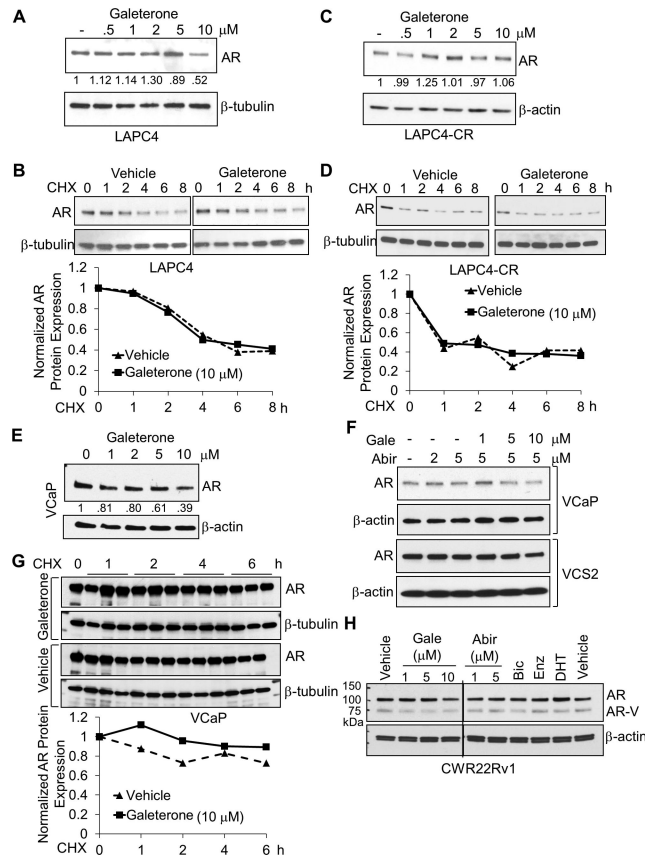 A
Galeterone
- .5 1 2 5 10 μM
AR
1 1.12 1.14 1.30 .89 .52
β-tubulin
LAPC4
C
Galeterone
- .5 1 2 5 10 μM
AR
1 .99 1.25 1.01 .97 1.06
β-actin
LAPC4-CR
B
Vehicle Galeterone
CHX 0 1 2 4 6 8 0 1 2 4 6 8 h
AR
β-tubulin
LAPC4
Normalized AR
Protein Expression
1.2
1
0.8
0.6
0.4
0.2
0
Vehicle
Galeterone (10 μM)
CHX 0 1 2 4 6 8 h
D
Vehicle Galeterone
CHX 0 1 2 4 6 8 0 1 2 4 6 8 h
AR
β-tubulin
LAPC4-CR
Normalized AR
Protein Expression
1.2
1
0.8
0.6
0.4
0.2
0
Vehicle
Galeterone (10 μM)
CHX 0 1 2 4 6 8 h
E
Galeterone
0 1 2 5 10 μM
VCaP
AR
1 .81 .80 .61 .39
β-actin
F
Gale - - - 1 5 10 μM
Abir - 2 5 5 5 5 μM
AR
β-actin
VCaP
AR
β-actin
VCS2
G
CHX 0 1 2 4 6 h
Galeterone
AR
β-tubulin
Vehicle
AR
β-tubulin
VCaP
Normalized AR Protein
Expression
1.2
1
0.8
0.6
0.4
0.2
0
Vehicle
Galeterone (10 μM)
CHX 0 1 2 4 6 h
H
Vehicle
Gale
(μM)
1 5 10
Abir
(μM)
1 5
Bic
Enz
DHT
Vehicle
150
100
75
kDa
AR
AR-V
β-actin
CWR22Rv1